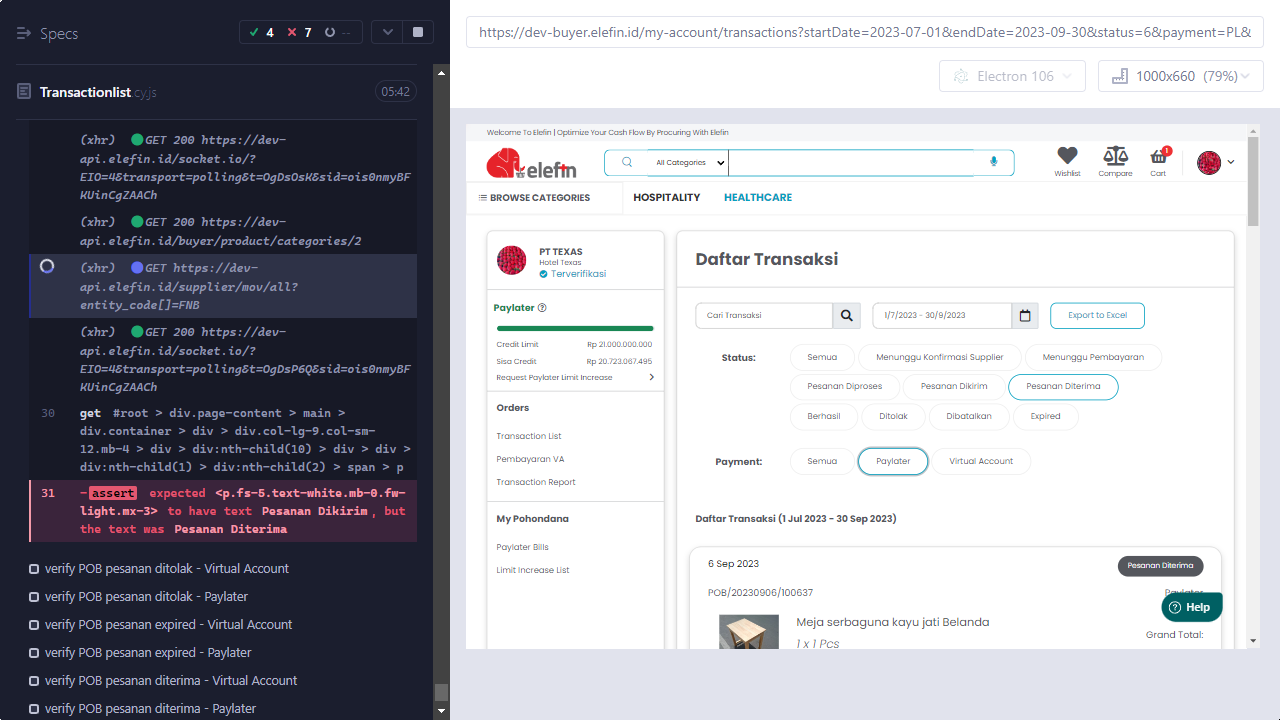 Specs
4 7 --
Transactionlist.cy.js
05:42
(xhr) GET 200 https://dev-
api.elefin.id/socket.io/?
EIO=4&transport=polling&t=OgDsOsK&sid=ois0nmyBF
KUinCgZAACh
(xhr) GET 200 https://dev-
api.elefin.id/buyer/product/categories/2
(xhr) GET https://dev-
api.elefin.id/supplier/mov/all?
entity_code[]=FNB
(xhr) GET 200 https://dev-
api.elefin.id/socket.io/?
EIO=4&transport=polling&t=OgDsP6Q&sid=ois0nmyBF
KUinCgZAACh
30 get #root > div.page-content > main >
div.container > div > div.col-lg-9.col-sm-
12.mb-4 > div > div:nth-child(10) > div > div >
div:nth-child(1) > div:nth-child(2) > span > p
31 -assert expected <p.fs-5.text-white.mb-0.fw-
light.mx-3> to have text Pesanan Dikirim, but
the text was Pesanan Diterima
verify POB pesanan ditolak - Virtual Account
verify POB pesanan ditolak - Paylater
verify POB pesanan expired - Virtual Account
verify POB pesanan expired - Paylater
verify POB pesanan diterima - Virtual Account
verify POB pesanan diterima - Paylater
https://dev-buyer.elefin.id/my-account/transactions?startDate=2023-07-01&endDate=2023-09-30&status=6&payment=PL&
Electron 106
1000x660 (79%)
Welcome To Elefin | Optimize Your Cash Flow By Procuring With Elefin
elefin
All Categories
Wishlist
Compare
1
Cart
BROWSE CATEGORIES
HOSPITALITY
HEALTHCARE
PT TEXAS
Hotel Texas
Terverifikasi
Paylater
Credit Limit Rp 21.000.000.000
Sisa Credit Rp 20.723.067.495
Request Paylater Limit Increase
Orders
Transaction List
Pembayaran VA
Transaction Report
My Pohondana
Paylater Bills
Limit Increase List
Daftar Transaksi
Cari Transaksi
1/7/2023 - 30/9/2023
Export to Excel
Status:
Semua
Menunggu Konfirmasi Supplier
Menunggu Pembayaran
Pesanan Diproses
Pesanan Dikirim
Pesanan Diterima
Berhasil
Ditolak
Dibatalkan
Expired
Payment:
Semua
Paylater
Virtual Account
Daftar Transaksi (1 Jul 2023 - 30 Sep 2023)
6 Sep 2023
Pesanan Diterima
POB/20230906/100637
Paylater
Meja serbaguna kayu jati Belanda
1 x 1 Pcs
Help
Grand Total: